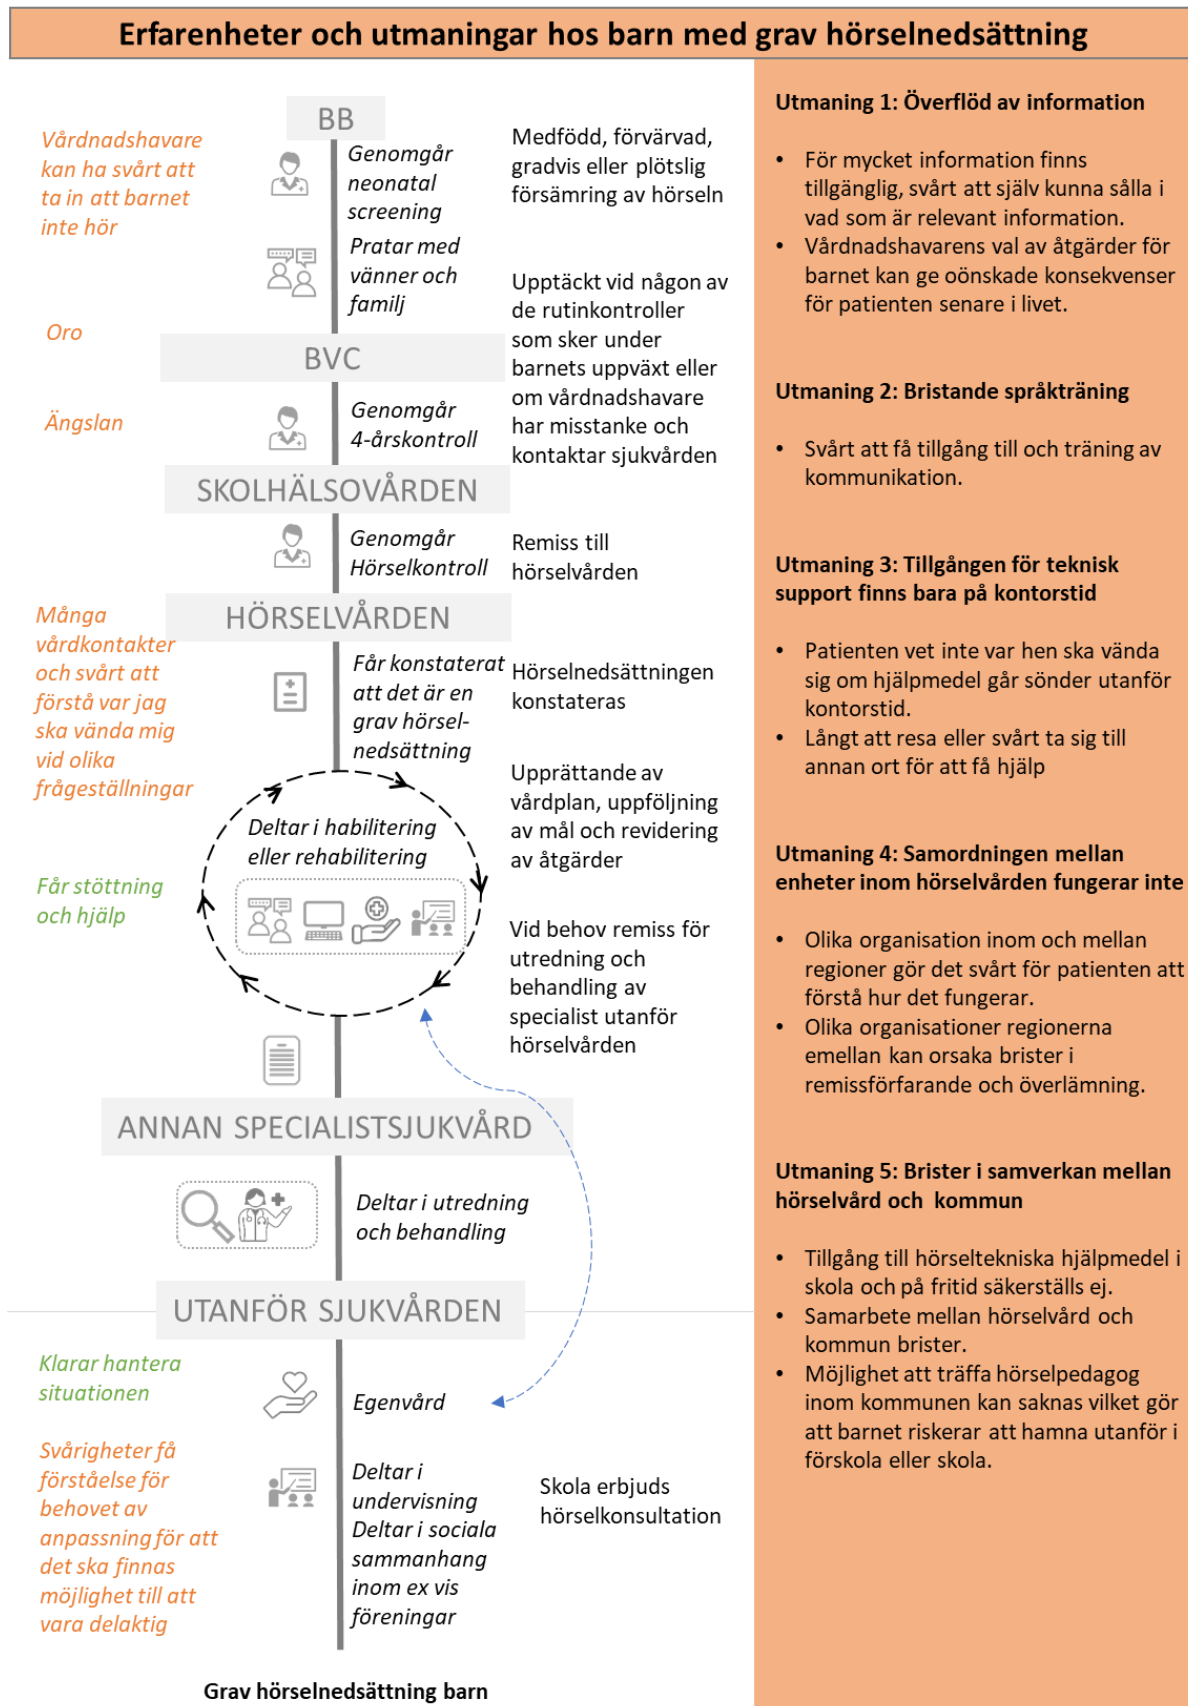 Erfarenheter och utmaningar hos barn med grav hörselnedsättning
BB
Vårdnadshavare
kan ha svårt att
ta in att barnet
inte hör
Genomgår
neonatal
screening
Medfödd, förvärvad,
gradvis eller plötslig
försämring av hörseln
Pratar med
vänner och
familj
Oro
Upptäckt vid någon av
de rutinkontroller
som sker under
barnets uppväxt eller
om vårdnadshavare
har misstanke och
kontaktar sjukvården
BVC
Ängslan
Genomgår
4-årskontroll
SKOLHÄLSOVÅRDEN
Genomgår
Hörselkontroll
Remiss till
hörselvården
HÖRSELVÅRDEN
Många
vårdkontakter
och svårt att
förstå var jag
ska vända mig
vid olika
frågeställningar
Får konstaterat
att det är en
grav hörsel-
nedsättning
Hörselnedsättningen
konstateras
Deltar i habilitering
eller rehabilitering
Upprättande av
vårdplan, uppföljning
av mål och revidering
av åtgärder
Får stöttning
och hjälp
Vid behov remiss för
utredning och
behandling av
specialist utanför
hörselvården
ANNAN SPECIALISTSJUKVÅRD
Deltar i utredning
och behandling
UTANFÖR SJUKVÅRDEN
Klarar hantera
situationen
Egenvård
Svårigheter få
förståelse för
behovet av
anpassning för att
det ska finnas
möjlighet till att
vara delaktig
Deltar i
undervisning
Deltar i sociala
sammanhang
inom ex vis
föreningar
Skola erbjuds
hörselkonsultation
Grav hörselnedsättning barn
Utmaning 1: Överflöd av information
• För mycket information finns
tillgänglig, svårt att själv kunna sålla i
vad som är relevant information.
• Vårdnadshavarens val av åtgärder för
barnet kan ge oönskade konsekvenser
för patienten senare i livet.
Utmaning 2: Bristande språkträning
• Svårt att få tillgång till och träning av
kommunikation.
Utmaning 3: Tillgången för teknisk
support finns bara på kontorstid
• Patienten vet inte var hen ska vända
sig om hjälpmedel går sönder utanför
kontorstid.
• Långt att resa eller svårt ta sig till
annan ort för att få hjälp
Utmaning 4: Samordningen mellan
enheter inom hörselvården fungerar inte
• Olika organisation inom och mellan
regioner gör det svårt för patienten att
förstå hur det fungerar.
• Olika organisationer regionerna
emellan kan orsaka brister i
remissförfarande och överlämning.
Utmaning 5: Brister i samverkan mellan
hörselvård och kommun
• Tillgång till hörseltekniska hjälpmedel i
skola och på fritid säkerställs ej.
• Samarbete mellan hörselvård och
kommun brister.
• Möjlighet att träffa hörselpedagog
inom kommunen kan saknas vilket gör
att barnet riskerar att hamna utanför i
förskola eller skola.